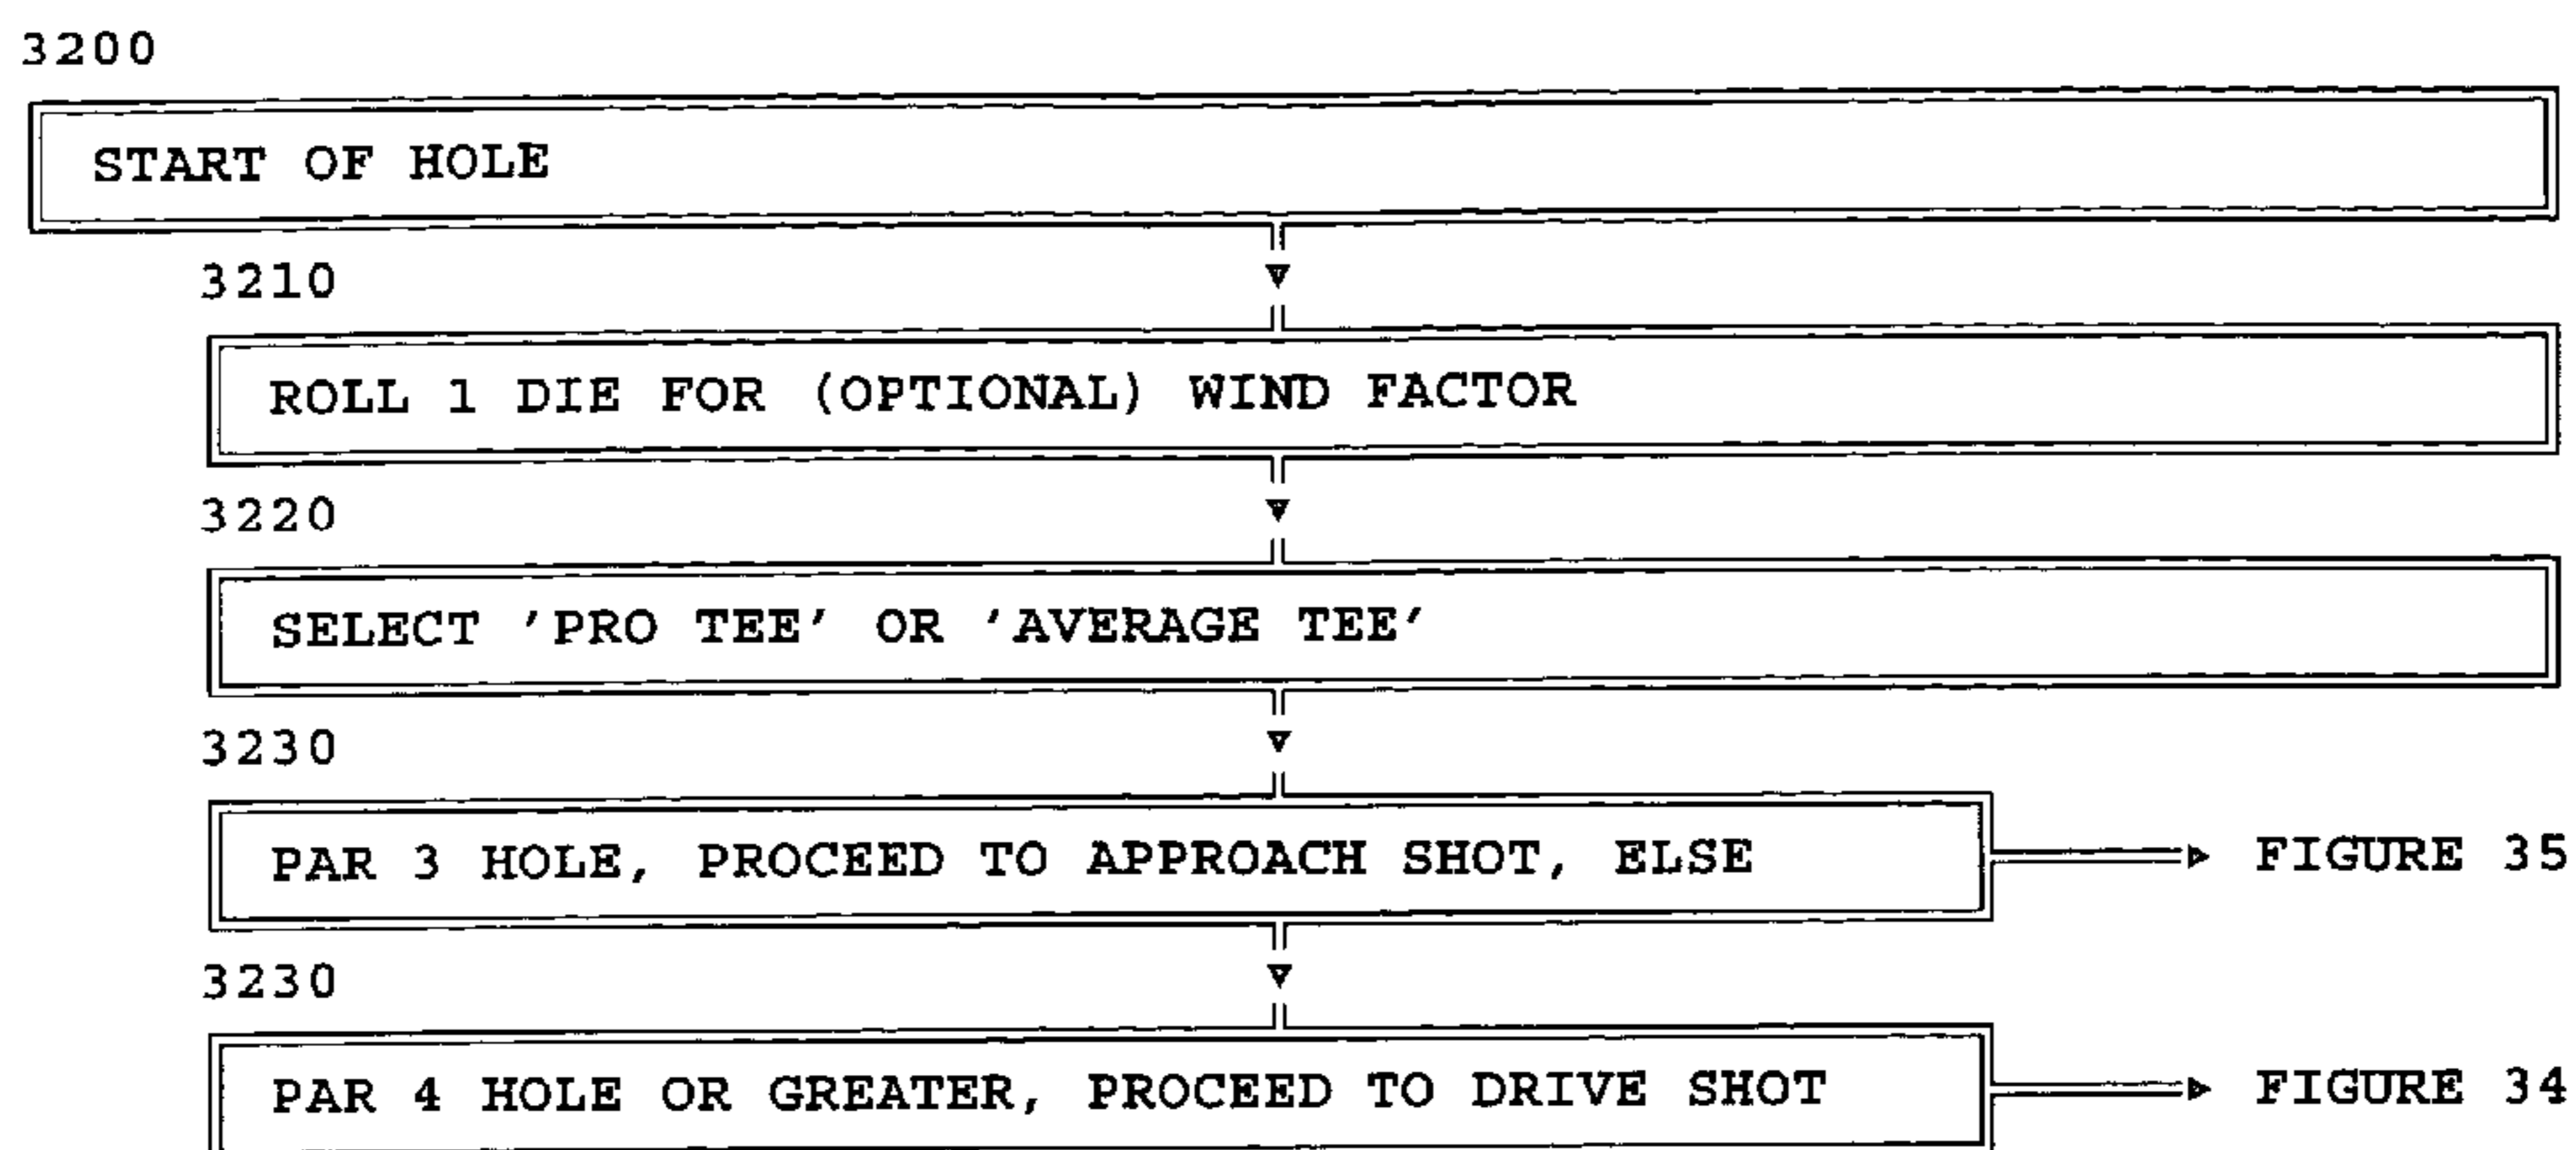 3200
START OF HOLE
3210
ROLL 1 DIE FOR (OPTIONAL) WIND FACTOR
3220
SELECT 'PRO TEE' OR 'AVERAGE TEE'
3230
PAR 3 HOLE, PROCEED TO APPROACH SHOT, ELSE FIGURE 35
3230
PAR 4 HOLE OR GREATER, PROCEED TO DRIVE SHOT FIGURE 34